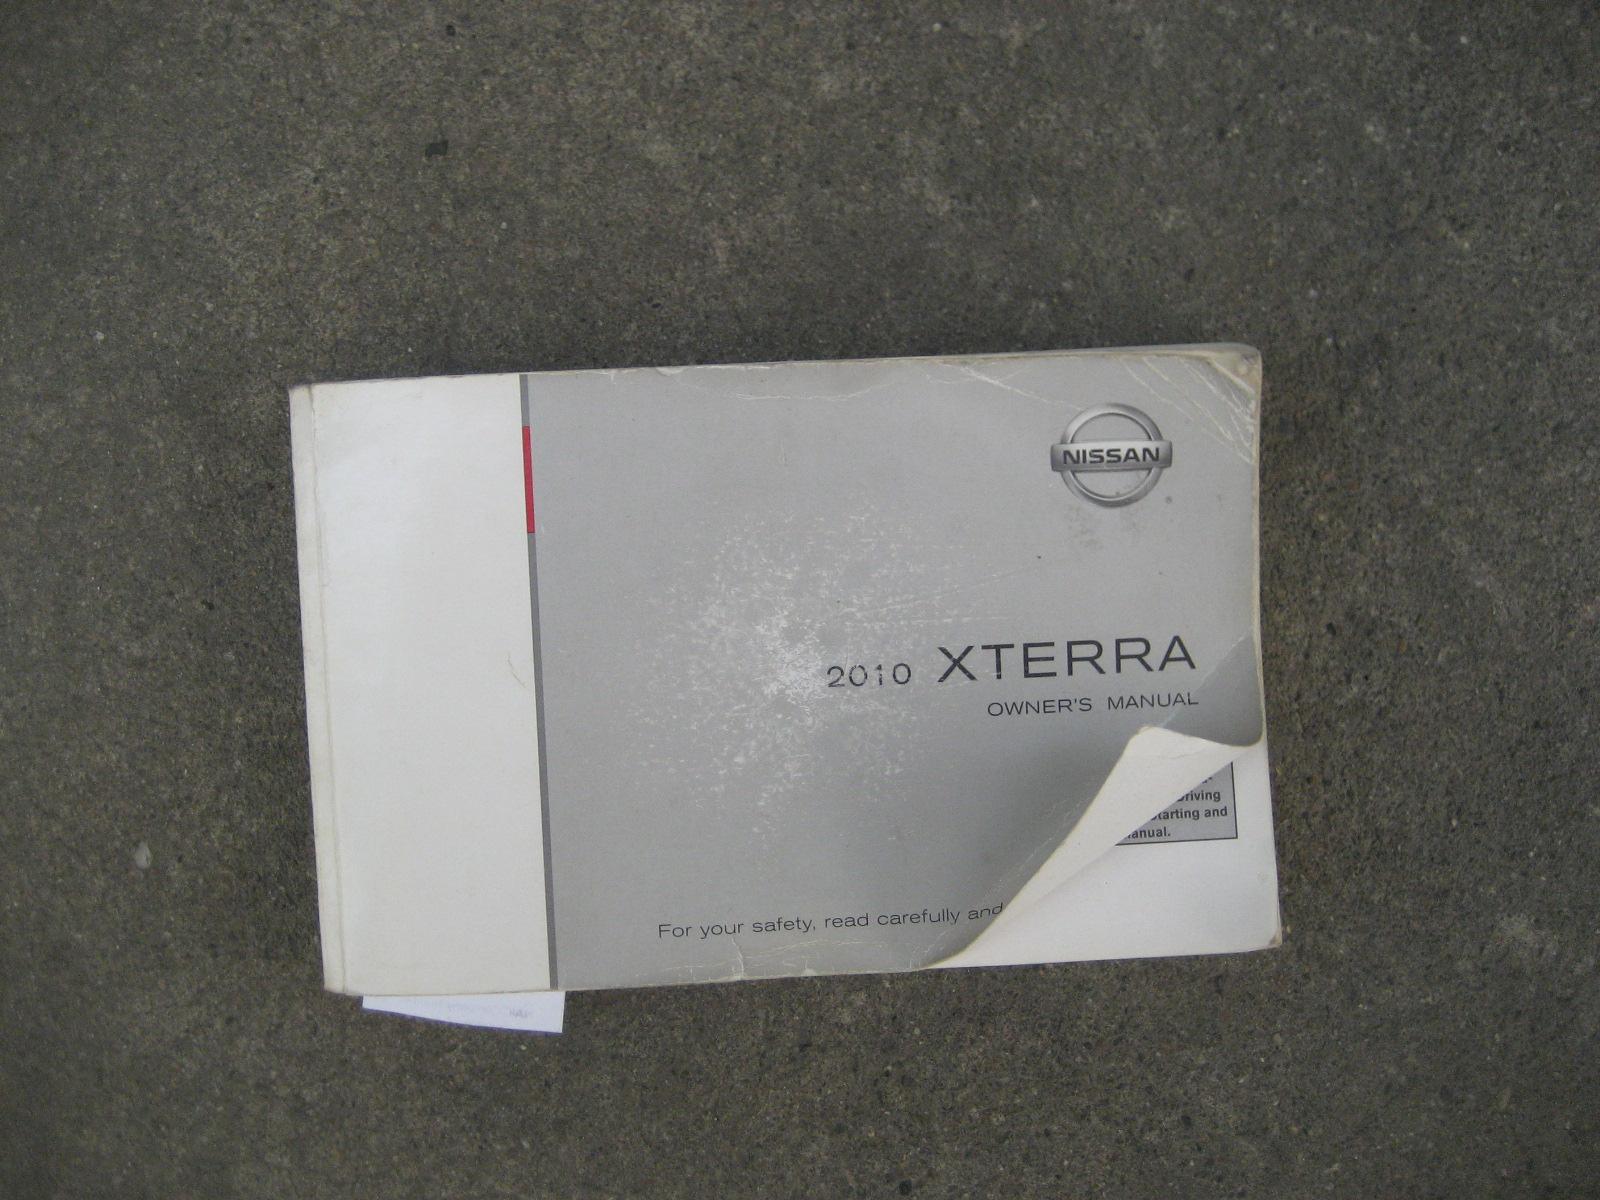 NISSAN
2010 XTERRA
OWNER'S MANUAL
Driving
Starting and
manual.
For your safety, read carefully and